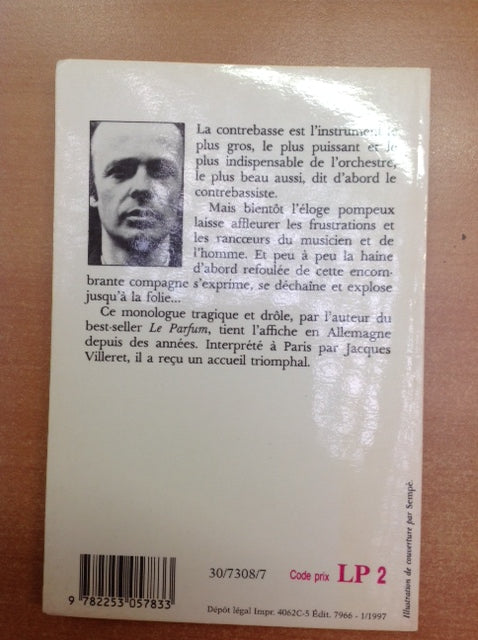 La contrebasse est l'instrument le
plus gros, le plus puissant et le
plus indispensable de l'orchestre,
le plus beau aussi, dit d'abord le
contrebassiste.
Mais bientôt l'éloge pompeux
laisse affleurer les frustrations et
les rancœurs du musicien et de
l'homme. Et peu à peu la haine
d'abord refoulée de cette encom-
brante compagne s'exprime, se déchaîne et explose
jusqu'à la folie...
Ce monologue tragique et drôle, par l'auteur du
best-seller Le Parfum, tient l'affiche en Allemagne
depuis des années. Interprété à Paris par Jacques
Villeret, il a reçu un accueil triomphal.
Illustration de couverture par Sempé.
30/7308/7 Code prix LP 2
9 782253 057833
Dépôt légal Impr. 4062C-5 Édit. 7966 - 1/1997